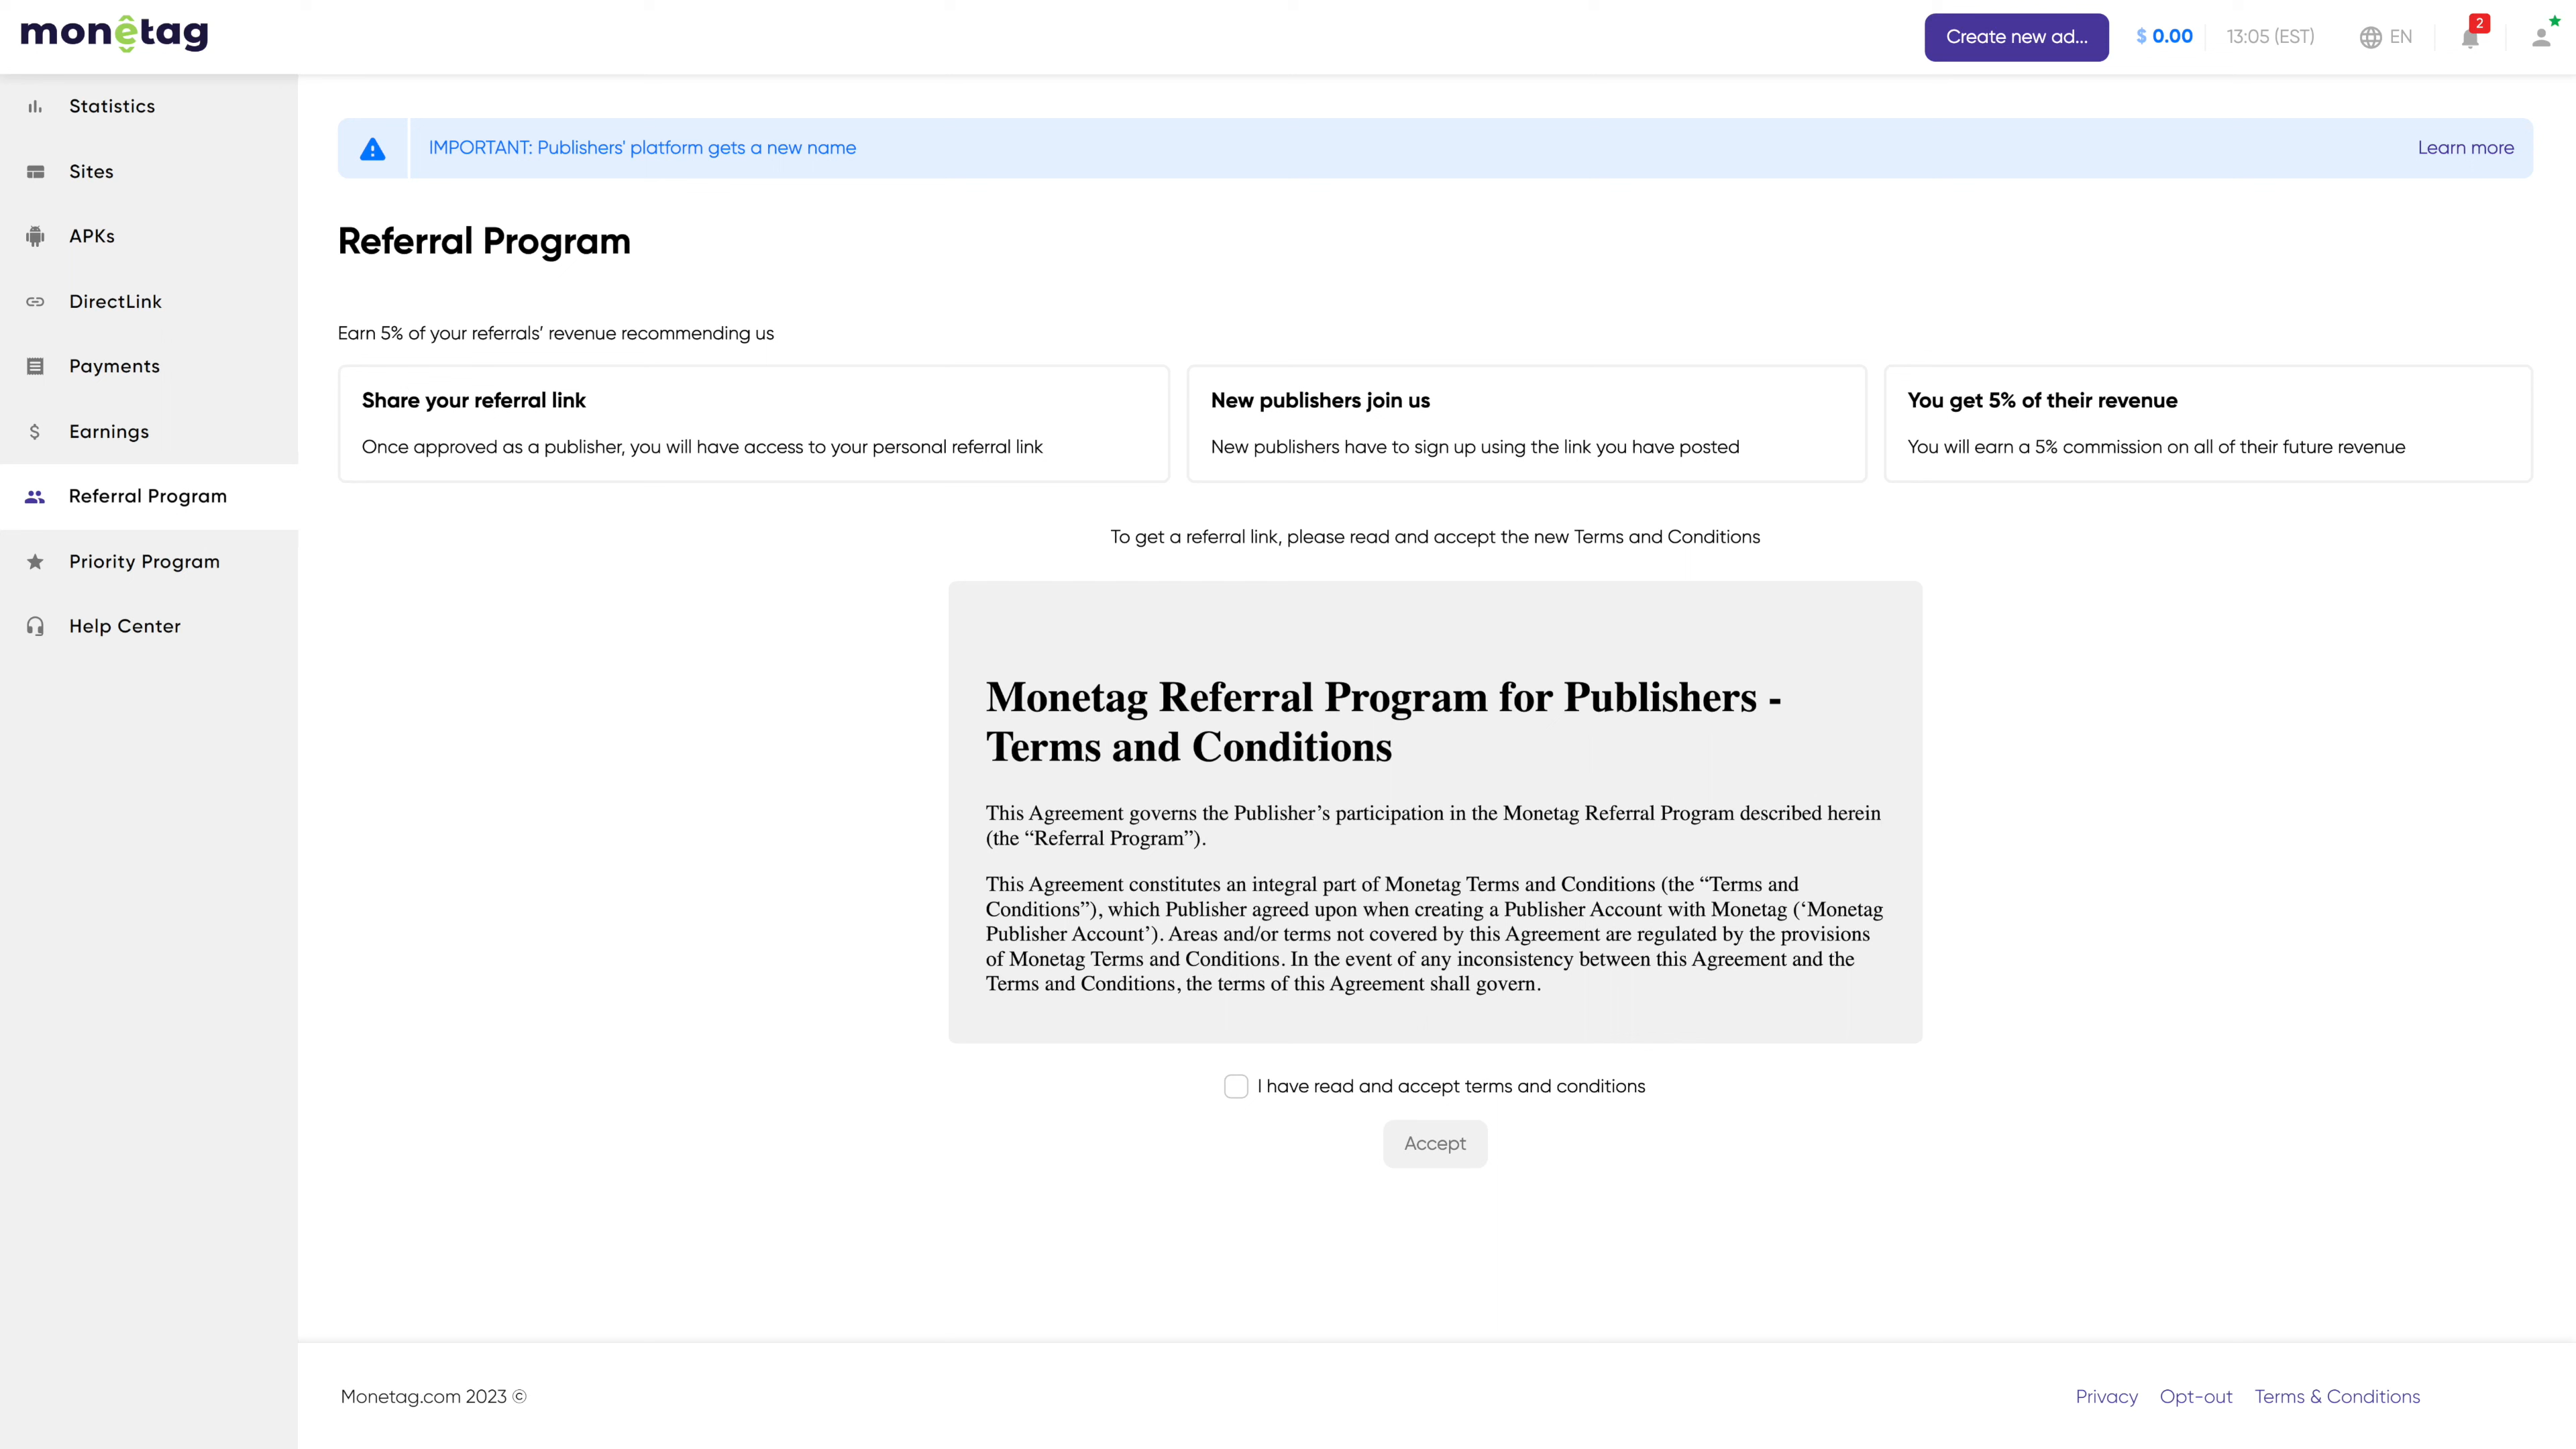 monetag
Create new ad...
$ 0.00
13:05 (EST)
EN
2
Statistics
Sites
APKs
DirectLink
Payments
$ Earnings
Referral Program
Priority Program
Help Center
IMPORTANT: Publishers' platform gets a new name
Learn more
Referral Program
Earn 5% of your referrals’ revenue recommending us
Share your referral link
Once approved as a publisher, you will have access to your personal referral link
New publishers join us
New publishers have to sign up using the link you have posted
You get 5% of their revenue
You will earn a 5% commission on all of their future revenue
To get a referral link, please read and accept the new Terms and Conditions
Monetag Referral Program for Publishers -
Terms and Conditions
This Agreement governs the Publisher’s participation in the Monetag Referral Program described herein
(the “Referral Program”).
This Agreement constitutes an integral part of Monetag Terms and Conditions (the “Terms and
Conditions”), which Publisher agreed upon when creating a Publisher Account with Monetag (‘Monetag
Publisher Account’). Areas and/or terms not covered by this Agreement are regulated by the provisions
of Monetag Terms and Conditions. In the event of any inconsistency between this Agreement and the
Terms and Conditions, the terms of this Agreement shall govern.
I have read and accept terms and conditions
Accept
Monetag.com 2023 ©
Privacy
Opt-out
Terms & Conditions